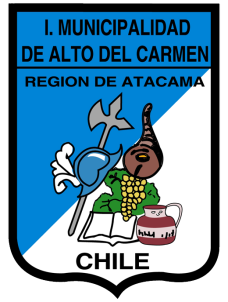 I. MUNICIPALIDAD
DE ALTO DEL CARMEN
REGION DE ATACAMA
CHILE